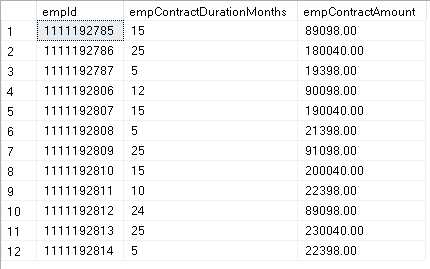 empId empContractDurationMonths empContractAmount
1 1111192785 15 89098.00
2 1111192786 25 180040.00
3 1111192787 5 19398.00
4 1111192806 12 90098.00
5 1111192807 15 190040.00
6 1111192808 5 21398.00
7 1111192809 25 91098.00
8 1111192810 15 200040.00
9 1111192811 10 22398.00
10 1111192812 24 89098.00
11 1111192813 25 230040.00
12 1111192814 5 22398.00